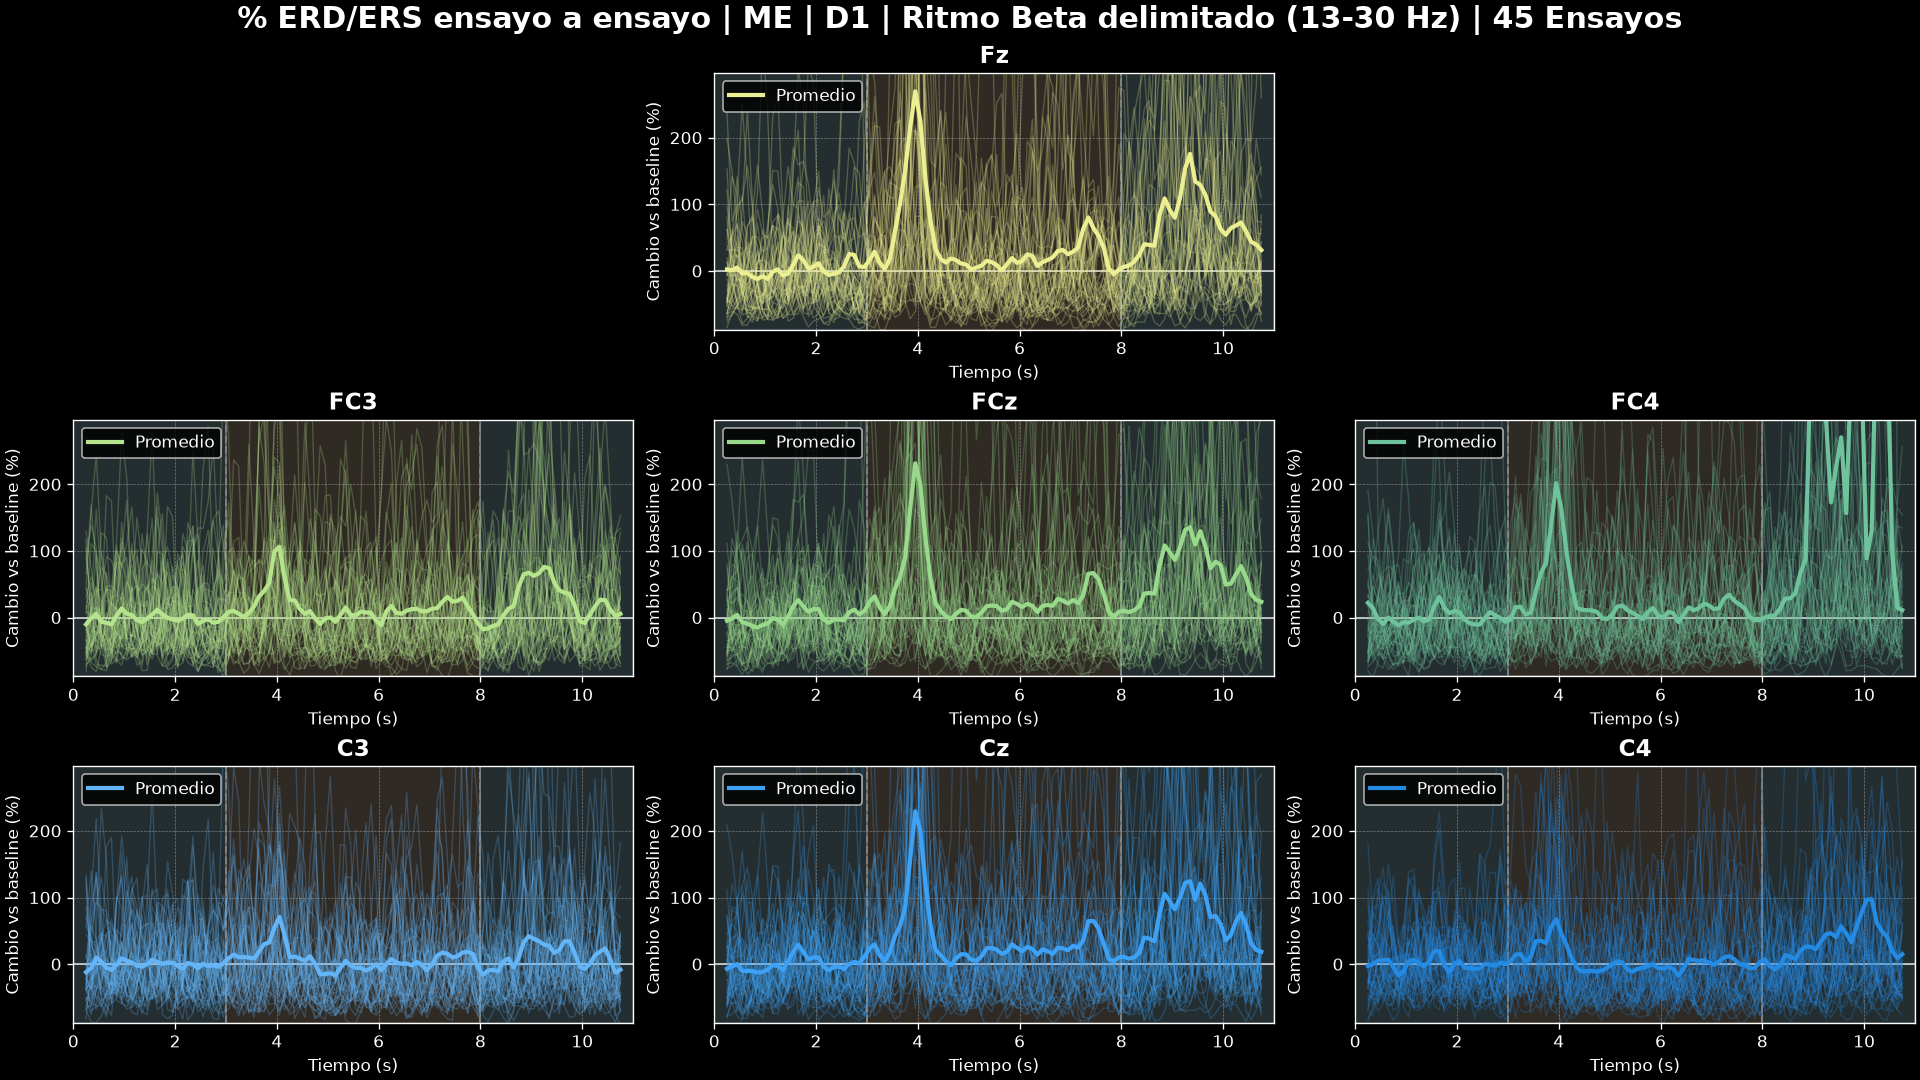 % ERD/ERS ensayo a ensayo | ME | D1 | Ritmo Beta delimitado (13-30 Hz) | 45 Ensayos
Fz
Promedio
Cambio vs baseline (%)
200
100
0
0 2 4 6 8 10
Tiempo (s)
FC3
Promedio
Cambio vs baseline (%)
200
100
0
0 2 4 6 8 10
Tiempo (s)
FCz
Promedio
Cambio vs baseline (%)
200
100
0
0 2 4 6 8 10
Tiempo (s)
FC4
Promedio
Cambio vs baseline (%)
200
100
0
0 2 4 6 8 10
Tiempo (s)
C3
Promedio
Cambio vs baseline (%)
200
100
0
0 2 4 6 8 10
Tiempo (s)
Cz
Promedio
Cambio vs baseline (%)
200
100
0
0 2 4 6 8 10
Tiempo (s)
C4
Promedio
Cambio vs baseline (%)
200
100
0
0 2 4 6 8 10
Tiempo (s)